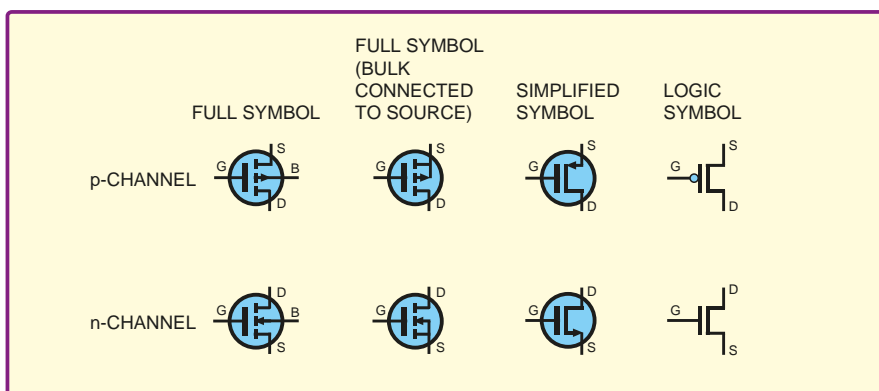 FULL SYMBOL
FULL SYMBOL
(BULK
CONNECTED
TO SOURCE)
SIMPLIFIED
SYMBOL
LOGIC
SYMBOL
p-CHANNEL
S
G
B
D
S
G
D
S
G
D
S
G
D
n-CHANNEL
D
G
B
S
D
G
S
D
G
S
D
G
S